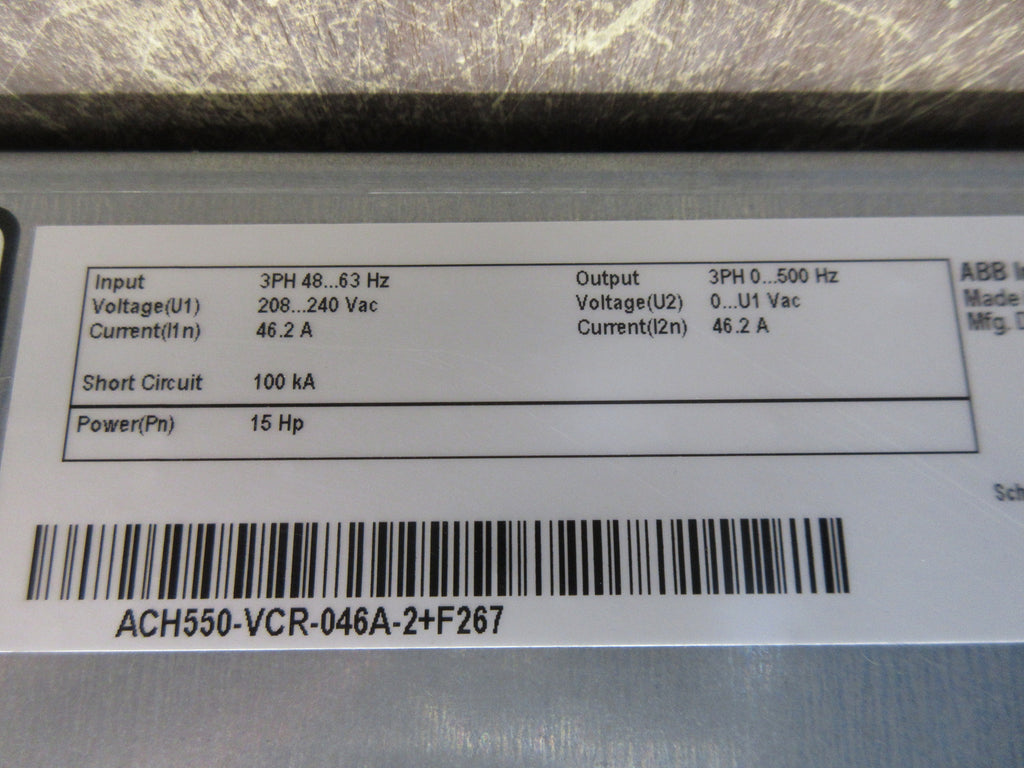 Input 3PH 48...63 Hz Output 3PH 0...500 Hz
Voltage(U1) 208...240 Vac Voltage(U2) 0...U1 Vac
Current(I1n) 46.2 A Current(I2n) 46.2 A
Short Circuit 100 kA
Power(Pn) 15 Hp
ABB
Made
Mfg.
ACH550-VCR-046A-2+F267